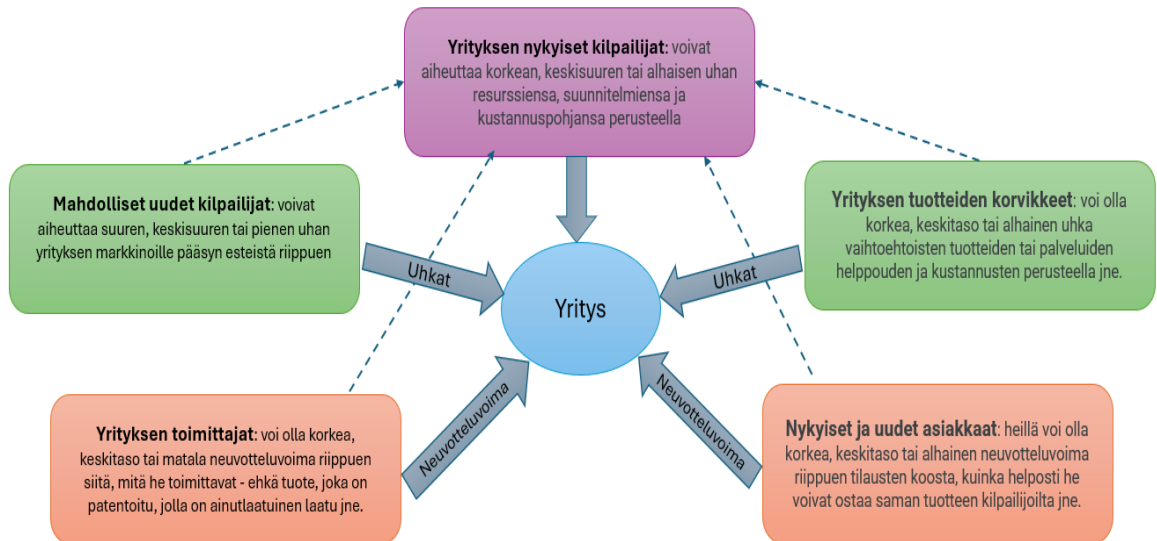 Yrityksen nykyiset kilpailijat: voivat
aiheuttaa korkean, keskisuuren tai alhaisen uhan
resurssiensa, suunnitelmiensa ja
kustannuspohjansa perusteella
Mahdolliset uudet kilpailijat: voivat
aiheuttaa suuren, keskisuuren tai pienen uhan
yrityksen markkinoille pääsyn esteistä riippuen
Yrityksen tuotteiden korvikkeet: voi olla
korkea, keskitaso tai alhainen uhka
vaihtoehtoisten tuotteiden tai palveluiden
helppouden ja kustannusten perusteella jne.
Uhkat
Uhkat
Yritys
Neuvotteluvoima
Neuvotteluvoima
Yrityksen toimittajat: voi olla korkea,
keskitaso tai matala neuvotteluvoima riippuen
siitä, mitä he toimittavat - ehkä tuote, joka on
patentoitu, jolla on ainutlaatuinen laatu jne.
Nykyiset ja uudet asiakkaat: heillä voi olla
korkea, keskitaso tai alhainen neuvotteluvoima
riippuen tilausten koosta, kuinka helposti he
voivat ostaa saman tuotteen kilpailijoilta jne.